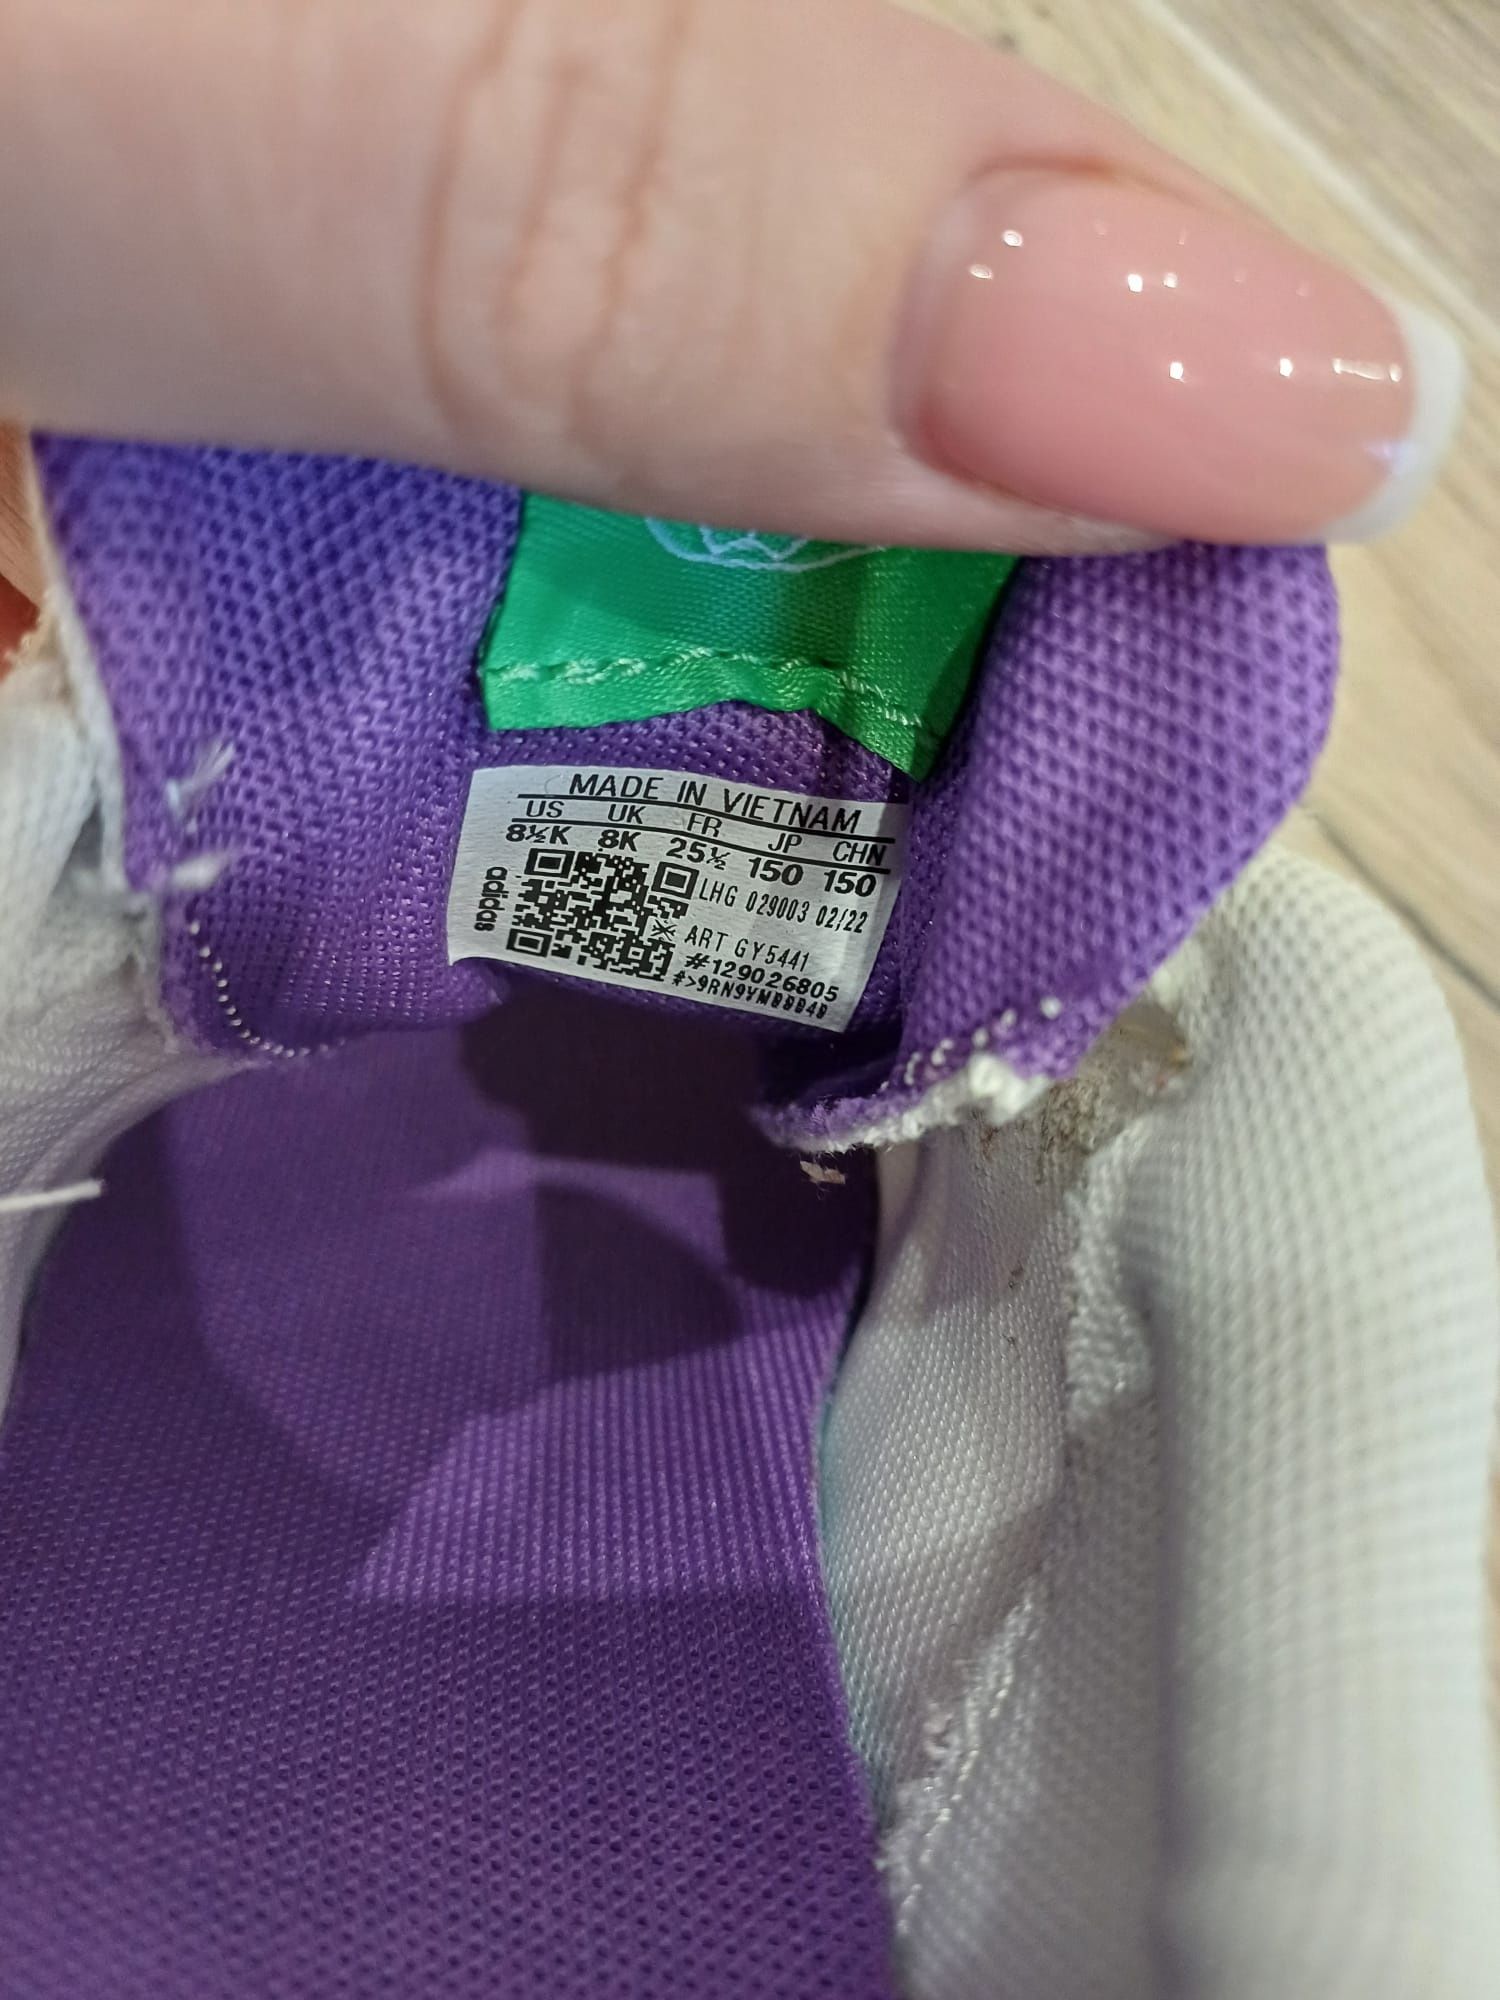 MADE IN VIETNAM
US UK FR JP CHN
8½K 8K 25½ 150 150
adidas
LHG 029003 02/22
ART GY5441
#129026805